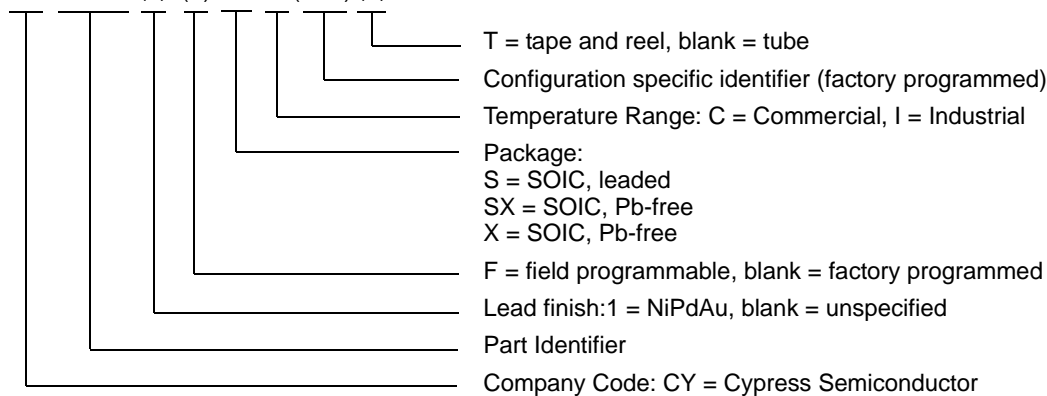 T = tape and reel, blank = tube
Configuration specific identifier (factory programmed)
Temperature Range: C = Commercial, I = Industrial
Package:
S = SOIC, leaded
SX = SOIC, Pb-free
X = SOIC, Pb-free
F = field programmable, blank = factory programmed
Lead finish:1 = NiPdAu, blank = unspecified
Part Identifier
Company Code: CY = Cypress Semiconductor